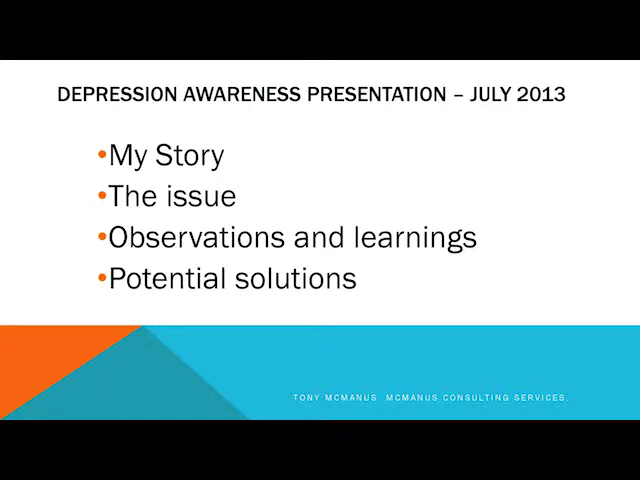 DEPRESSION AWARENESS PRESENTATION – JULY 2013
•My Story
•The issue
•Observations and learnings
•Potential solutions
TONY MCMANUS MCMANUS CONSULTING SERVICES.